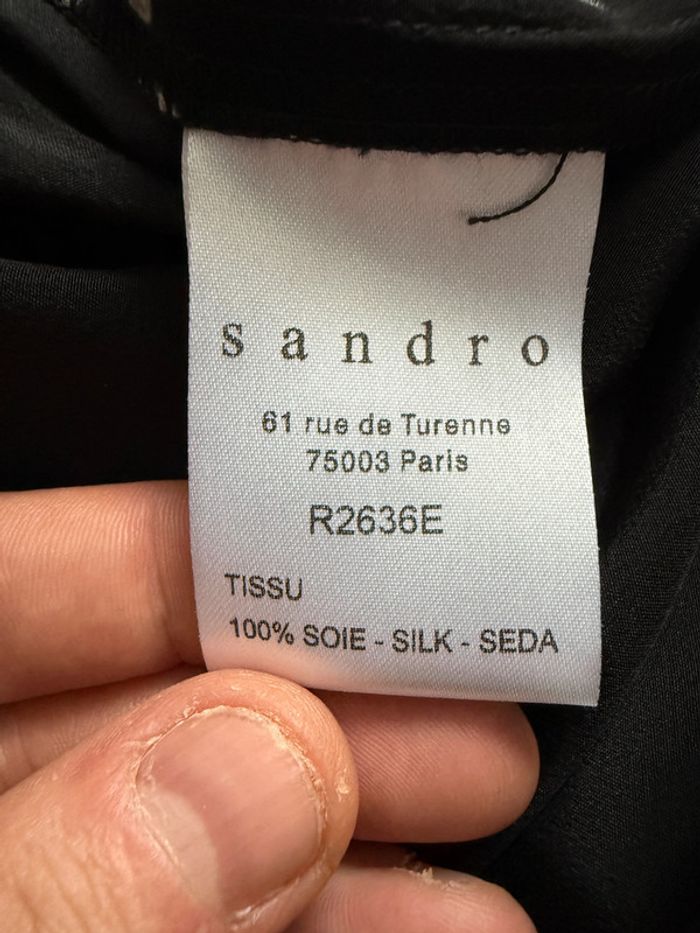 sandro
61 rue de Turenne
75003 Paris
R2636E
TISSU
100% SOIE - SILK - SEDA